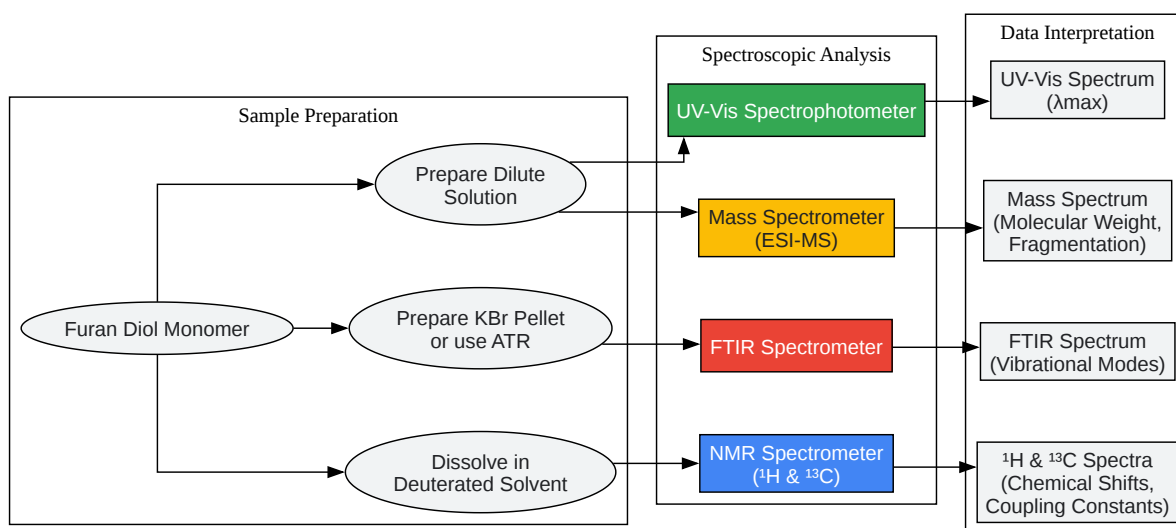 Sample Preparation
Furan Diol Monomer
Prepare Dilute
Solution
Prepare KBr Pellet
or use ATR
Dissolve in
Deuterated Solvent
Spectroscopic Analysis
UV-Vis Spectrophotometer
Mass Spectrometer
(ESI-MS)
FTIR Spectrometer
NMR Spectrometer
(¹H & ¹³C)
Data Interpretation
UV-Vis Spectrum
(λmax)
Mass Spectrum
(Molecular Weight,
Fragmentation)
FTIR Spectrum
(Vibrational Modes)
¹H & ¹³C Spectra
(Chemical Shifts,
Coupling Constants)